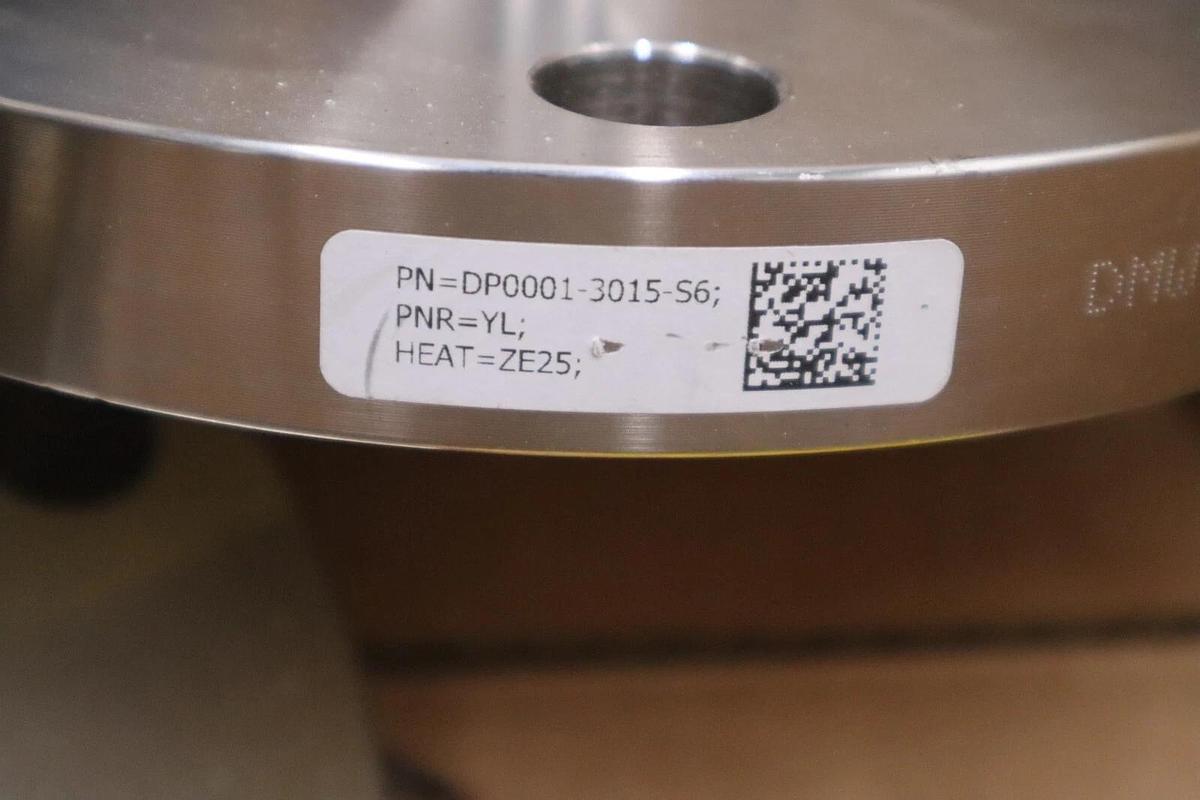 PN=DP0001-3015-S6;
PNR=YL;
HEAT=ZE25;